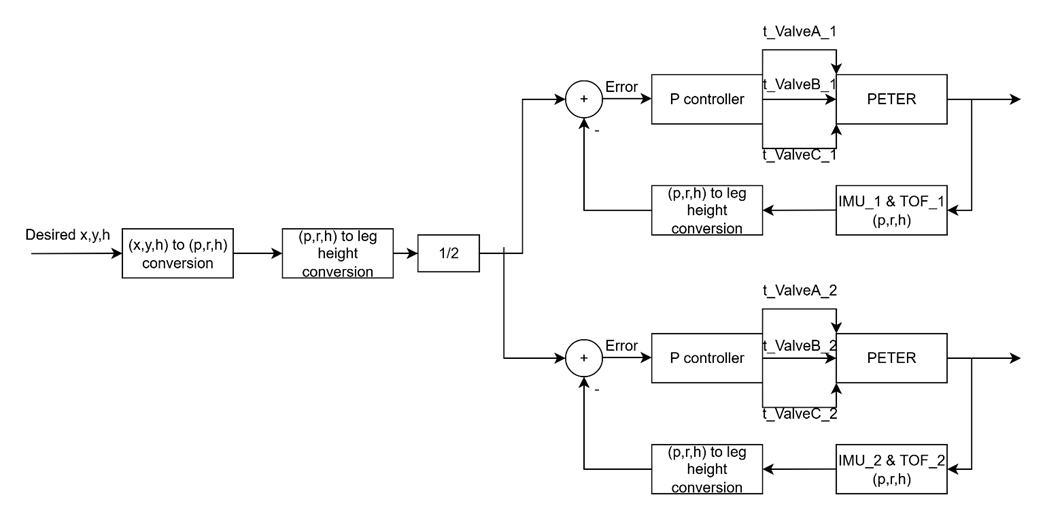 t_ValveA_1
Error
+
P controller
t_ValveB_1
PETER
-
t_ValveC_1
(p,r,h) to leg
height
conversion
IMU_1 & TOF_1
(p,r,h)
Desired x,y,h
(x,y,h) to (p,r,h)
conversion
(p,r,h) to leg
height
conversion
1/2
t_ValveA_2
Error
+
P controller
t_ValveB_2
PETER
-
t_ValveC_2
(p,r,h) to leg
height
conversion
IMU_2 & TOF_2
(p,r,h)